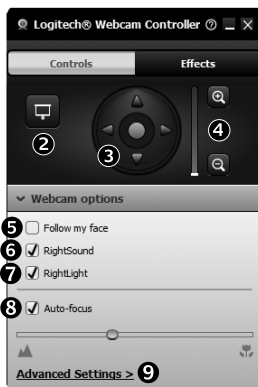 Logitech® Webcam Controller
Controls Effects
2
3
4
Webcam options
5 Follow my face
6 RightSound
7 RightLight
8 Auto-focus
Advanced Settings > 9